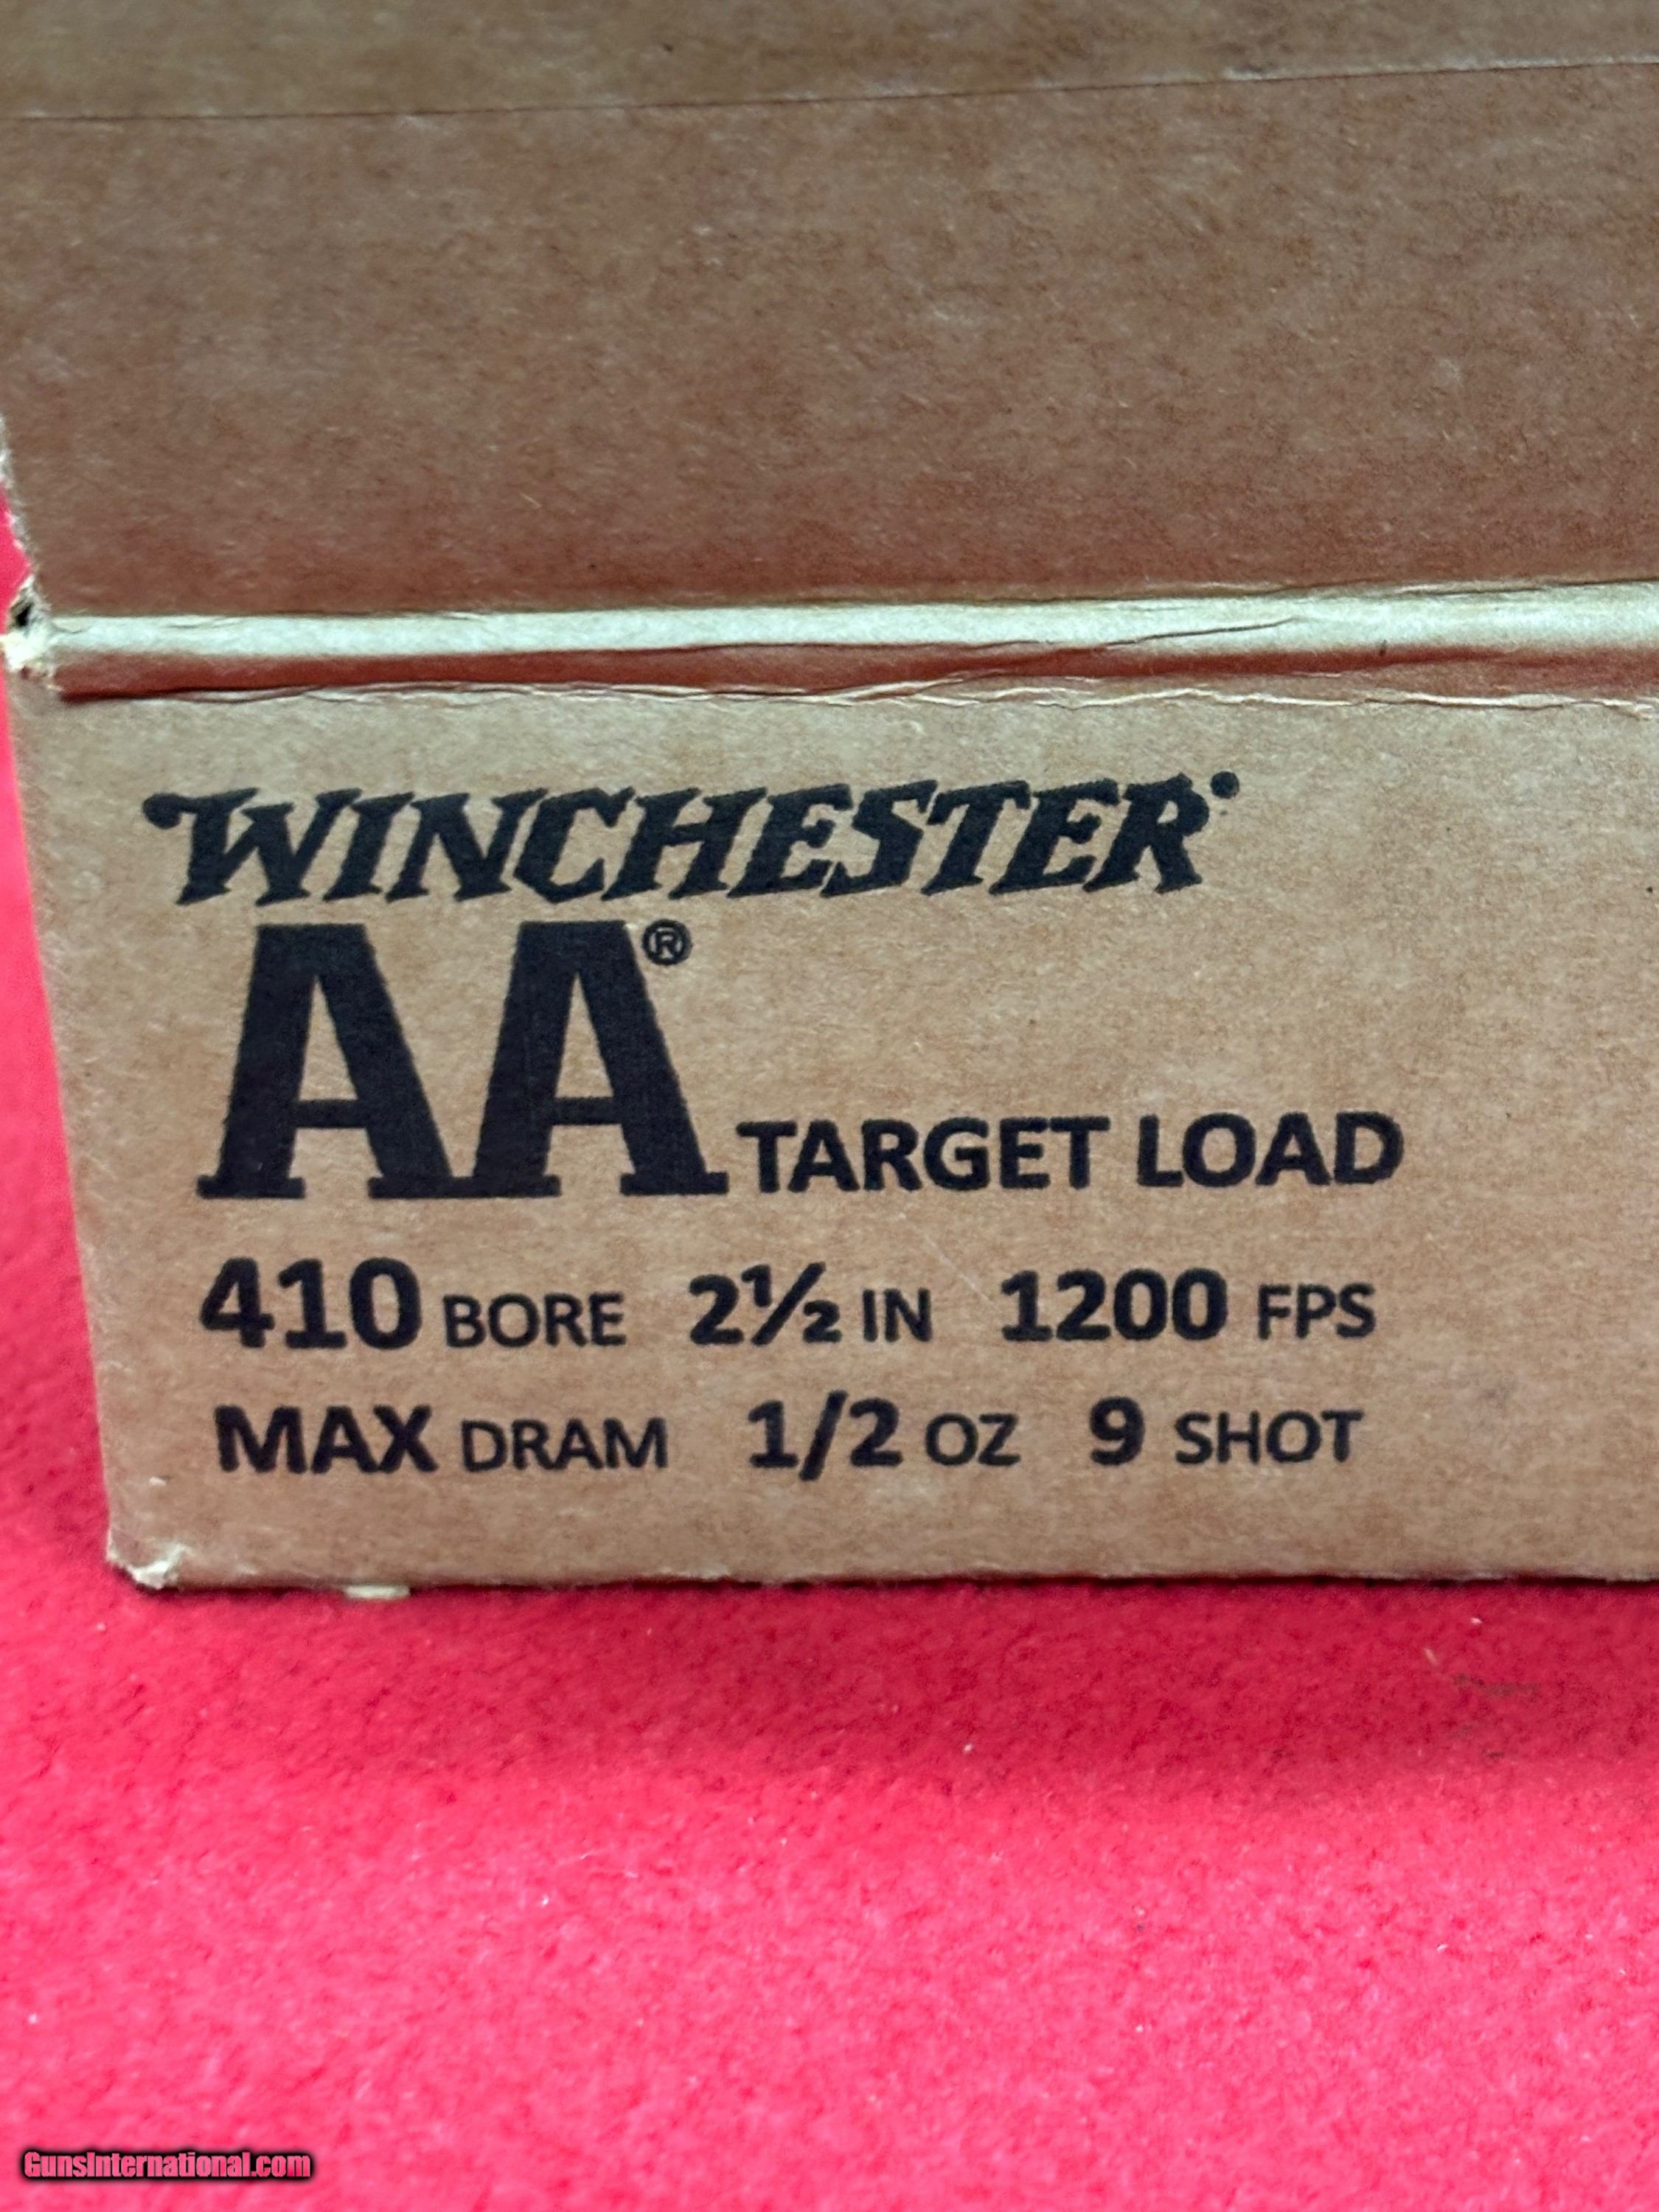 WINCHESTER
AA® TARGET LOAD
410 BORE 2½ IN 1200 FPS
MAX DRAM 1/2 OZ 9 SHOT
GunsInternational.com